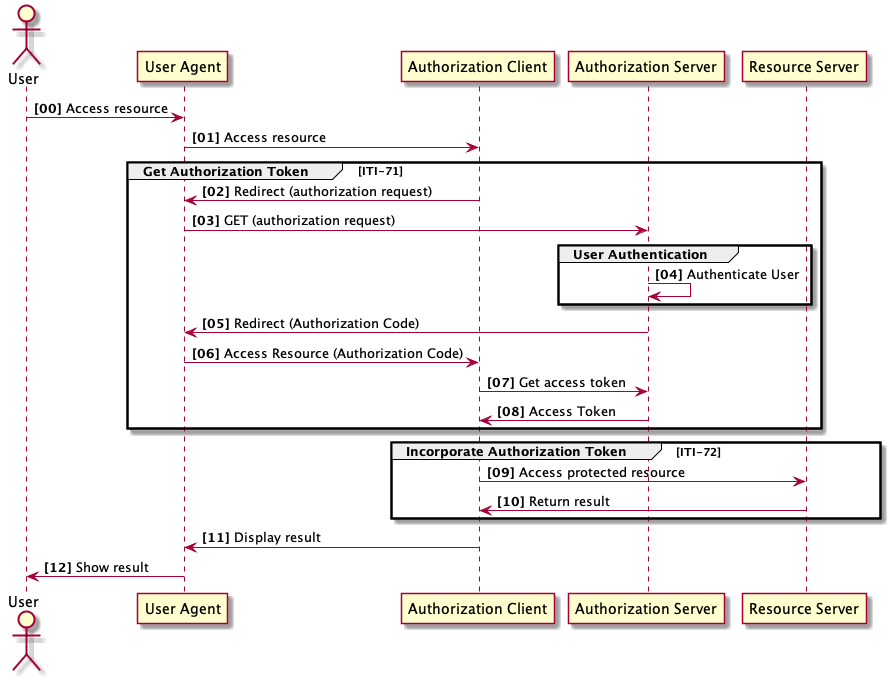 User
User Agent
Authorization Client
Authorization Server
Resource Server
[00] Access resource
[01] Access resource
Get Authorization Token [ITI-71]
[02] Redirect (authorization request)
[03] GET (authorization request)
User Authentication
[04] Authenticate User
[05] Redirect (Authorization Code)
[06] Access Resource (Authorization Code)
[07] Get access token
[08] Access Token
Incorporate Authorization Token [ITI-72]
[09] Access protected resource
[10] Return result
[11] Display result
[12] Show result
User
User Agent
Authorization Client
Authorization Server
Resource Server